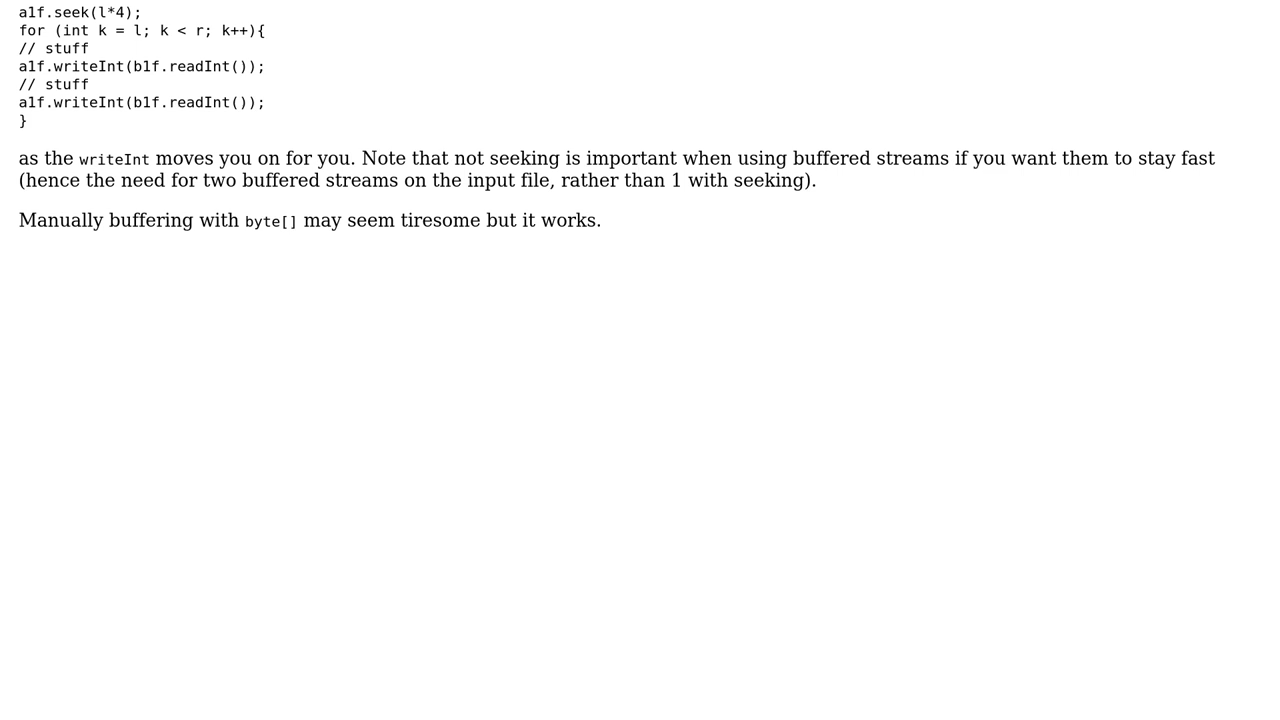 a1f.seek(l*4);
for (int k = l; k < r; k++){
// stuff
a1f.writeInt(b1f.readInt());
// stuff
a1f.writeInt(b1f.readInt());
}
as the writeInt moves you on for you. Note that not seeking is important when using buffered streams if you want them to stay fast
(hence the need for two buffered streams on the input file, rather than 1 with seeking).
Manually buffering with byte[] may seem tiresome but it works.